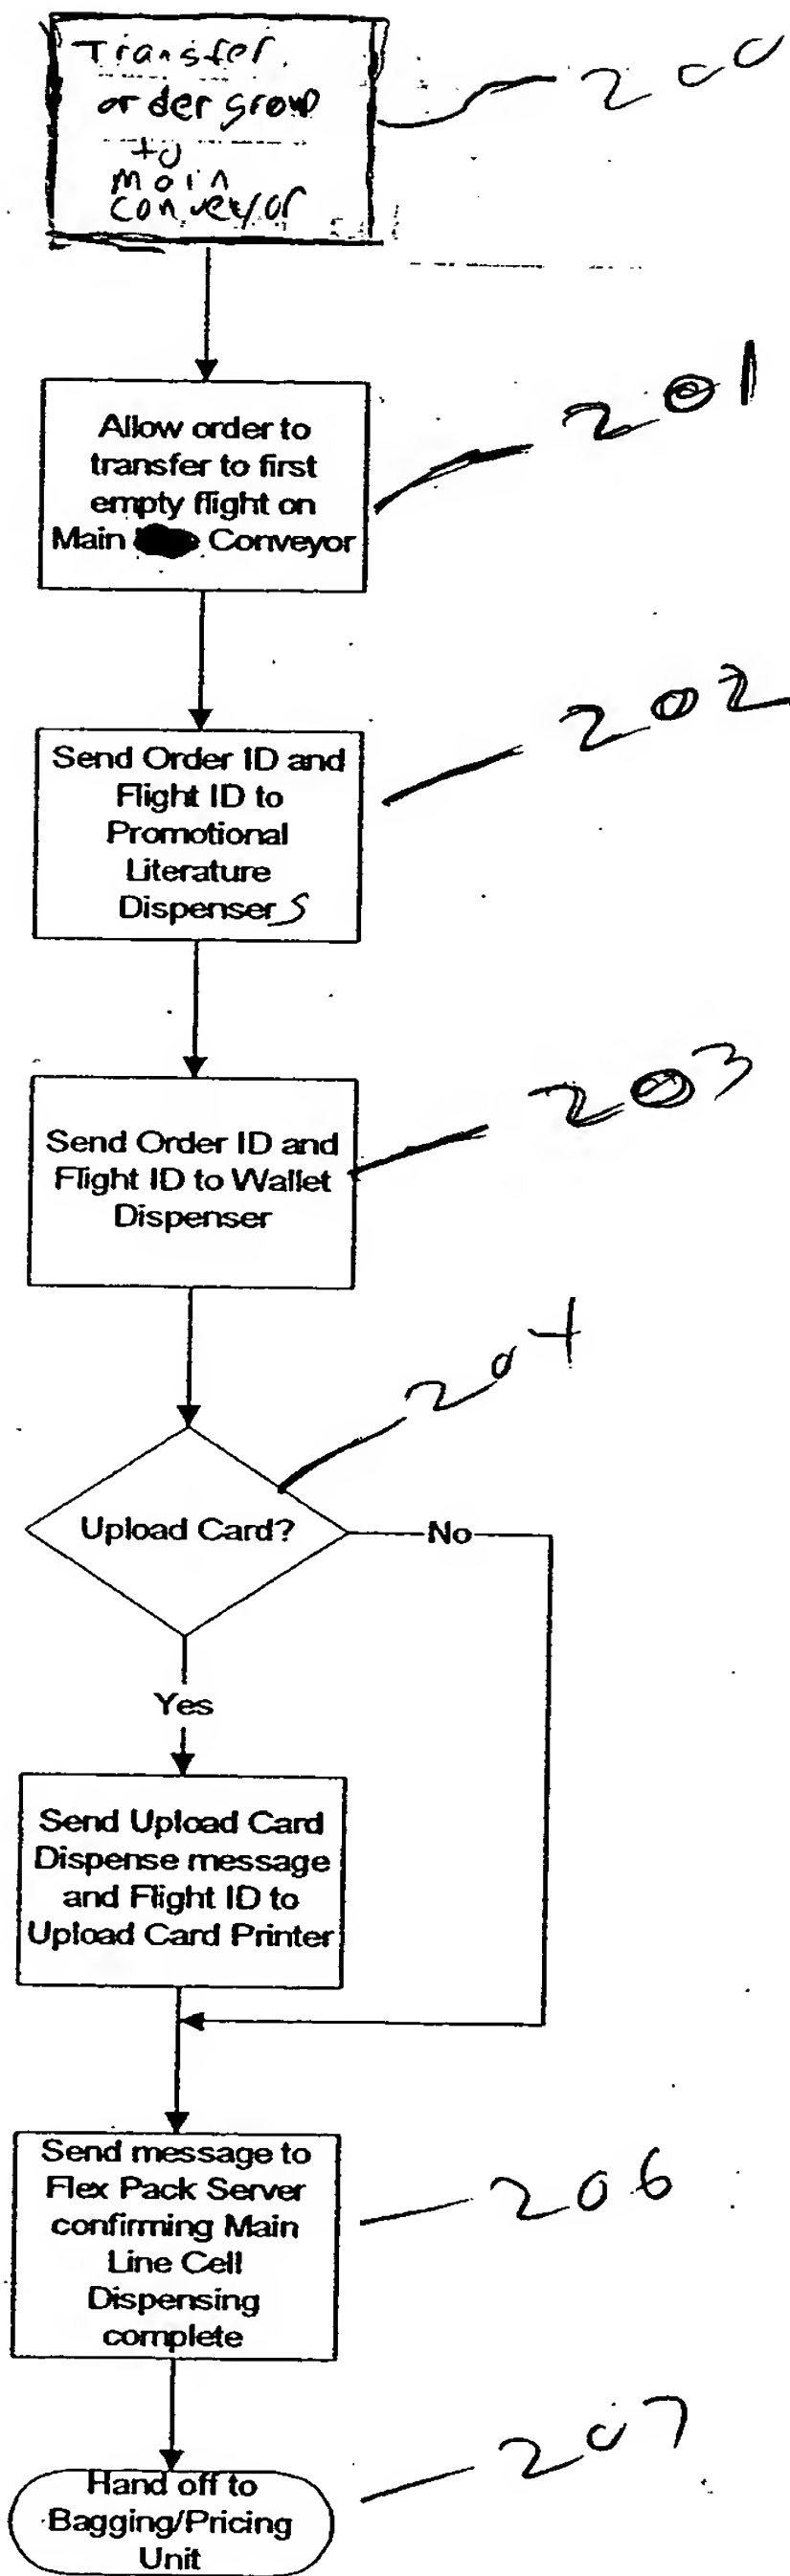 Transfer
order group
to
main
conveyor
200
Allow order to
transfer to first
empty flight on
Main Conveyor
201
Send Order ID and
Flight ID to
Promotional
Literature
Dispenser S
202
Send Order ID and
Flight ID to Wallet
Dispenser
203
204
Upload Card?
No
Yes
Send Upload Card
Dispense message
and Flight ID to
Upload Card Printer
Send message to
Flex Pack Server
confirming Main
Line Cell
Dispensing
complete
206
Hand off to
Bagging/Pricing
Unit
207